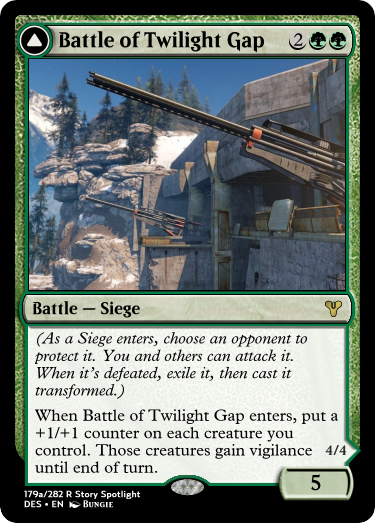 Battle of Twilight Gap 2
Battle — Siege
(As a Siege enters, choose an opponent to
protect it. You and others can attack it.
When it's defeated, exile it, then cast it
transformed.)
When Battle of Twilight Gap enters, put a
+1/+1 counter on each creature you
control. Those creatures gain vigilance
until end of turn.
4/4
5
179a/282 R Story Spotlight
DES • EN BUNGIE